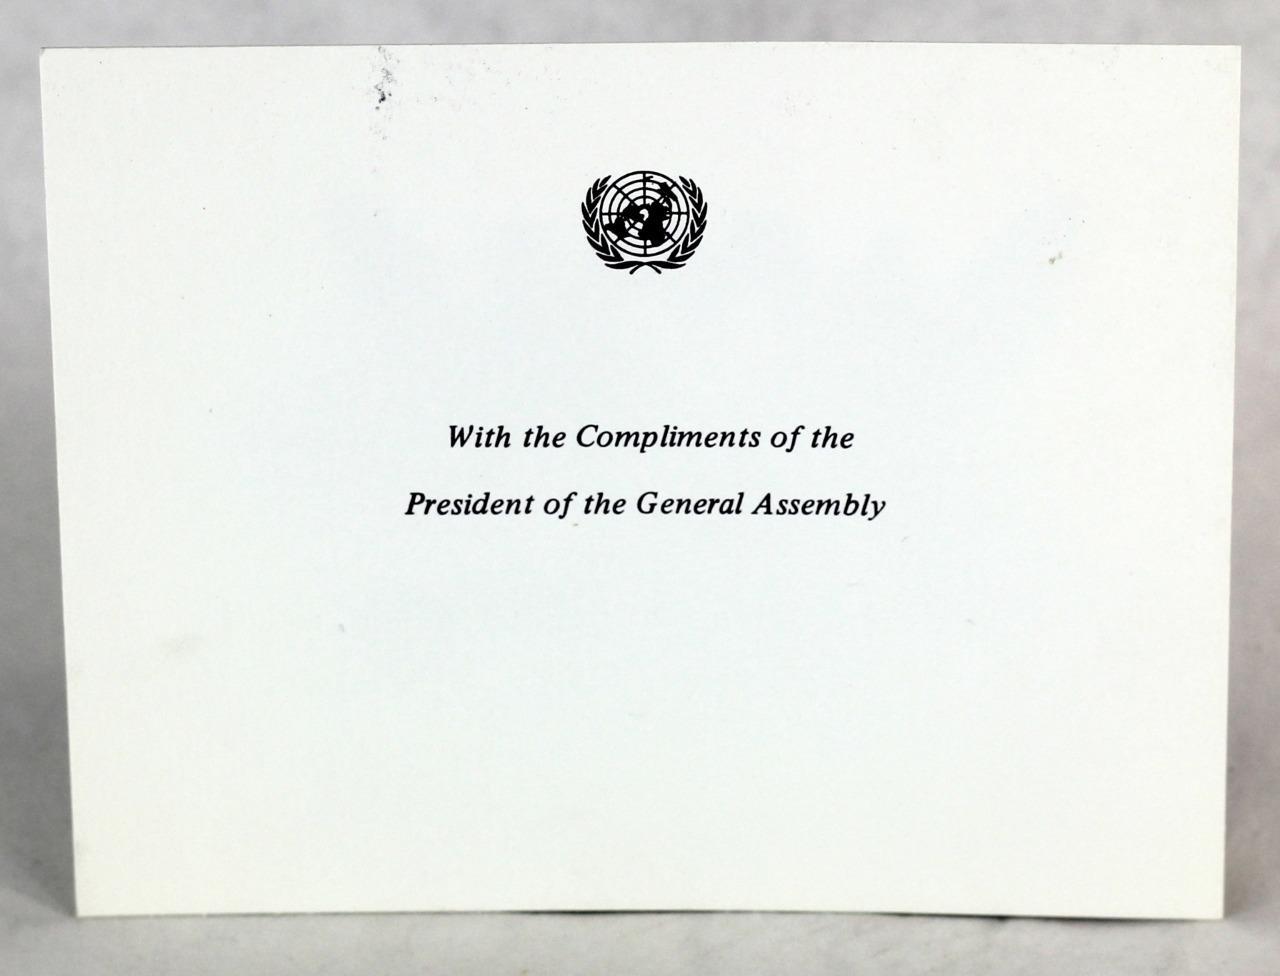 With the Compliments of the
President of the General Assembly